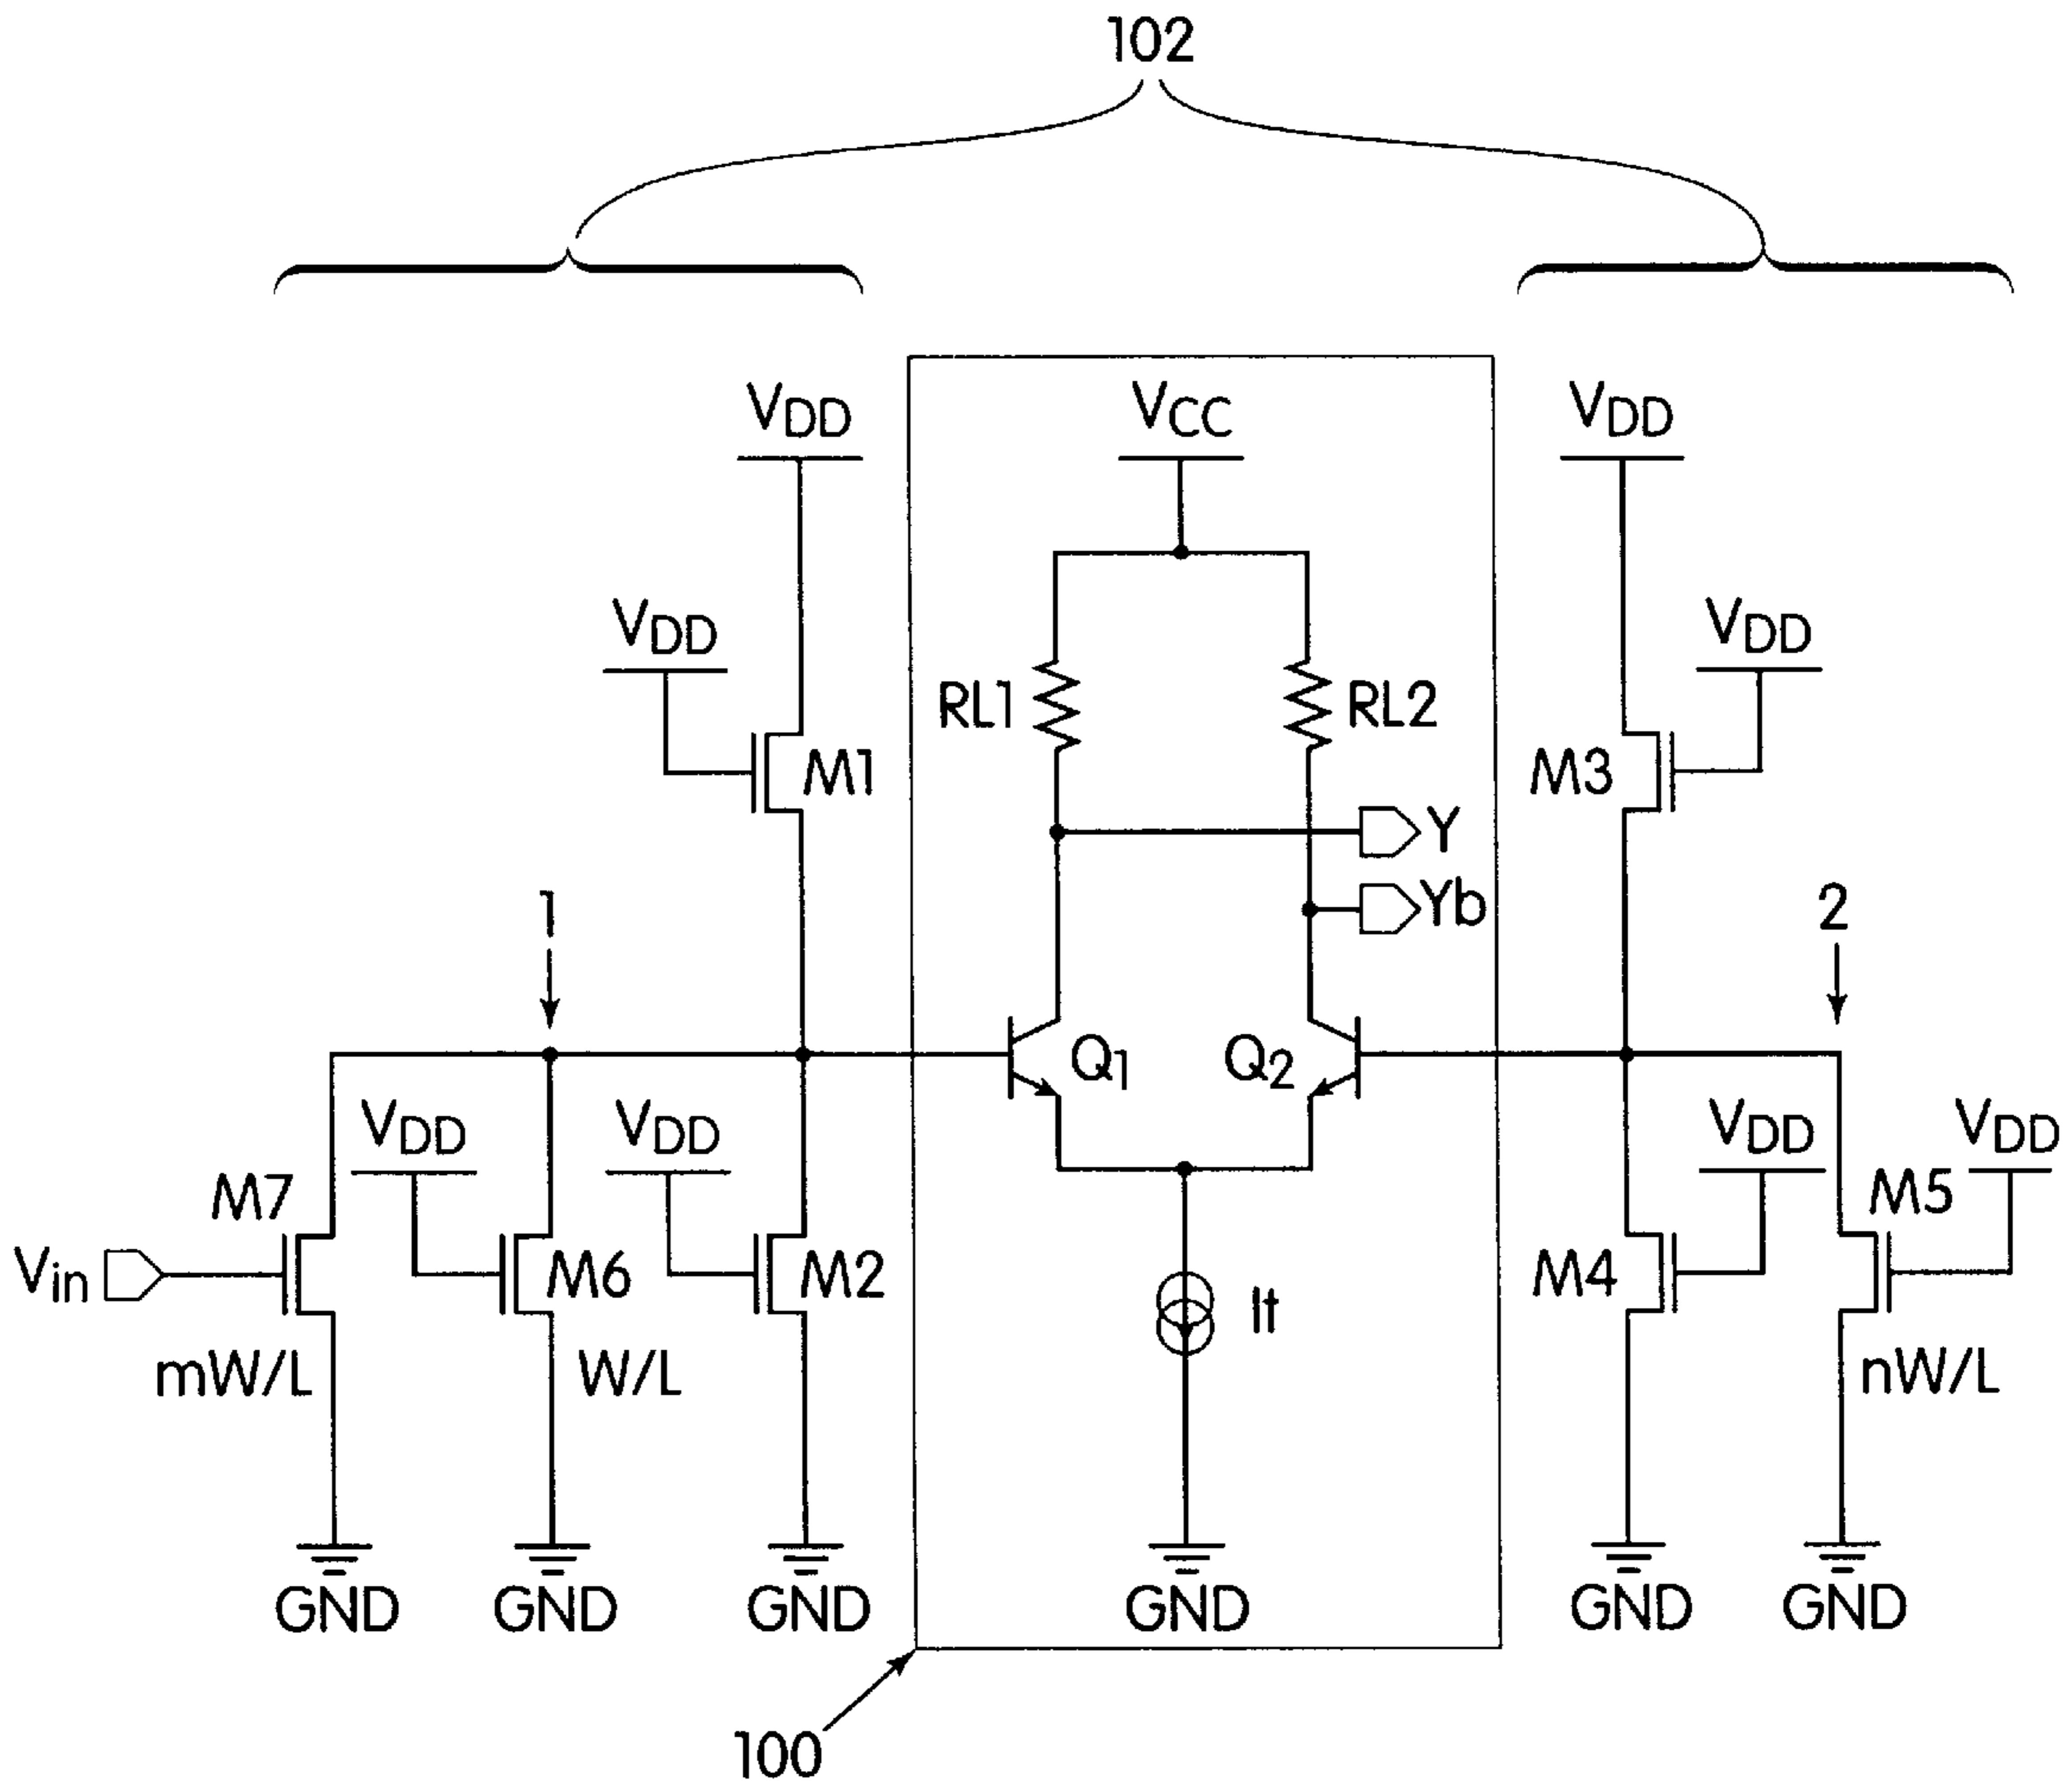 102
VDD
VCC
VDD
VDD
VDD
RL1
RL2
M1
M3
Y
Yb
1
2
Q1
Q2
VDD
VDD
VDD
VDD
M7
M5
Vin
M6
M2
It
M4
mW/L
W/L
nW/L
GND
GND
GND
GND
GND
GND
100